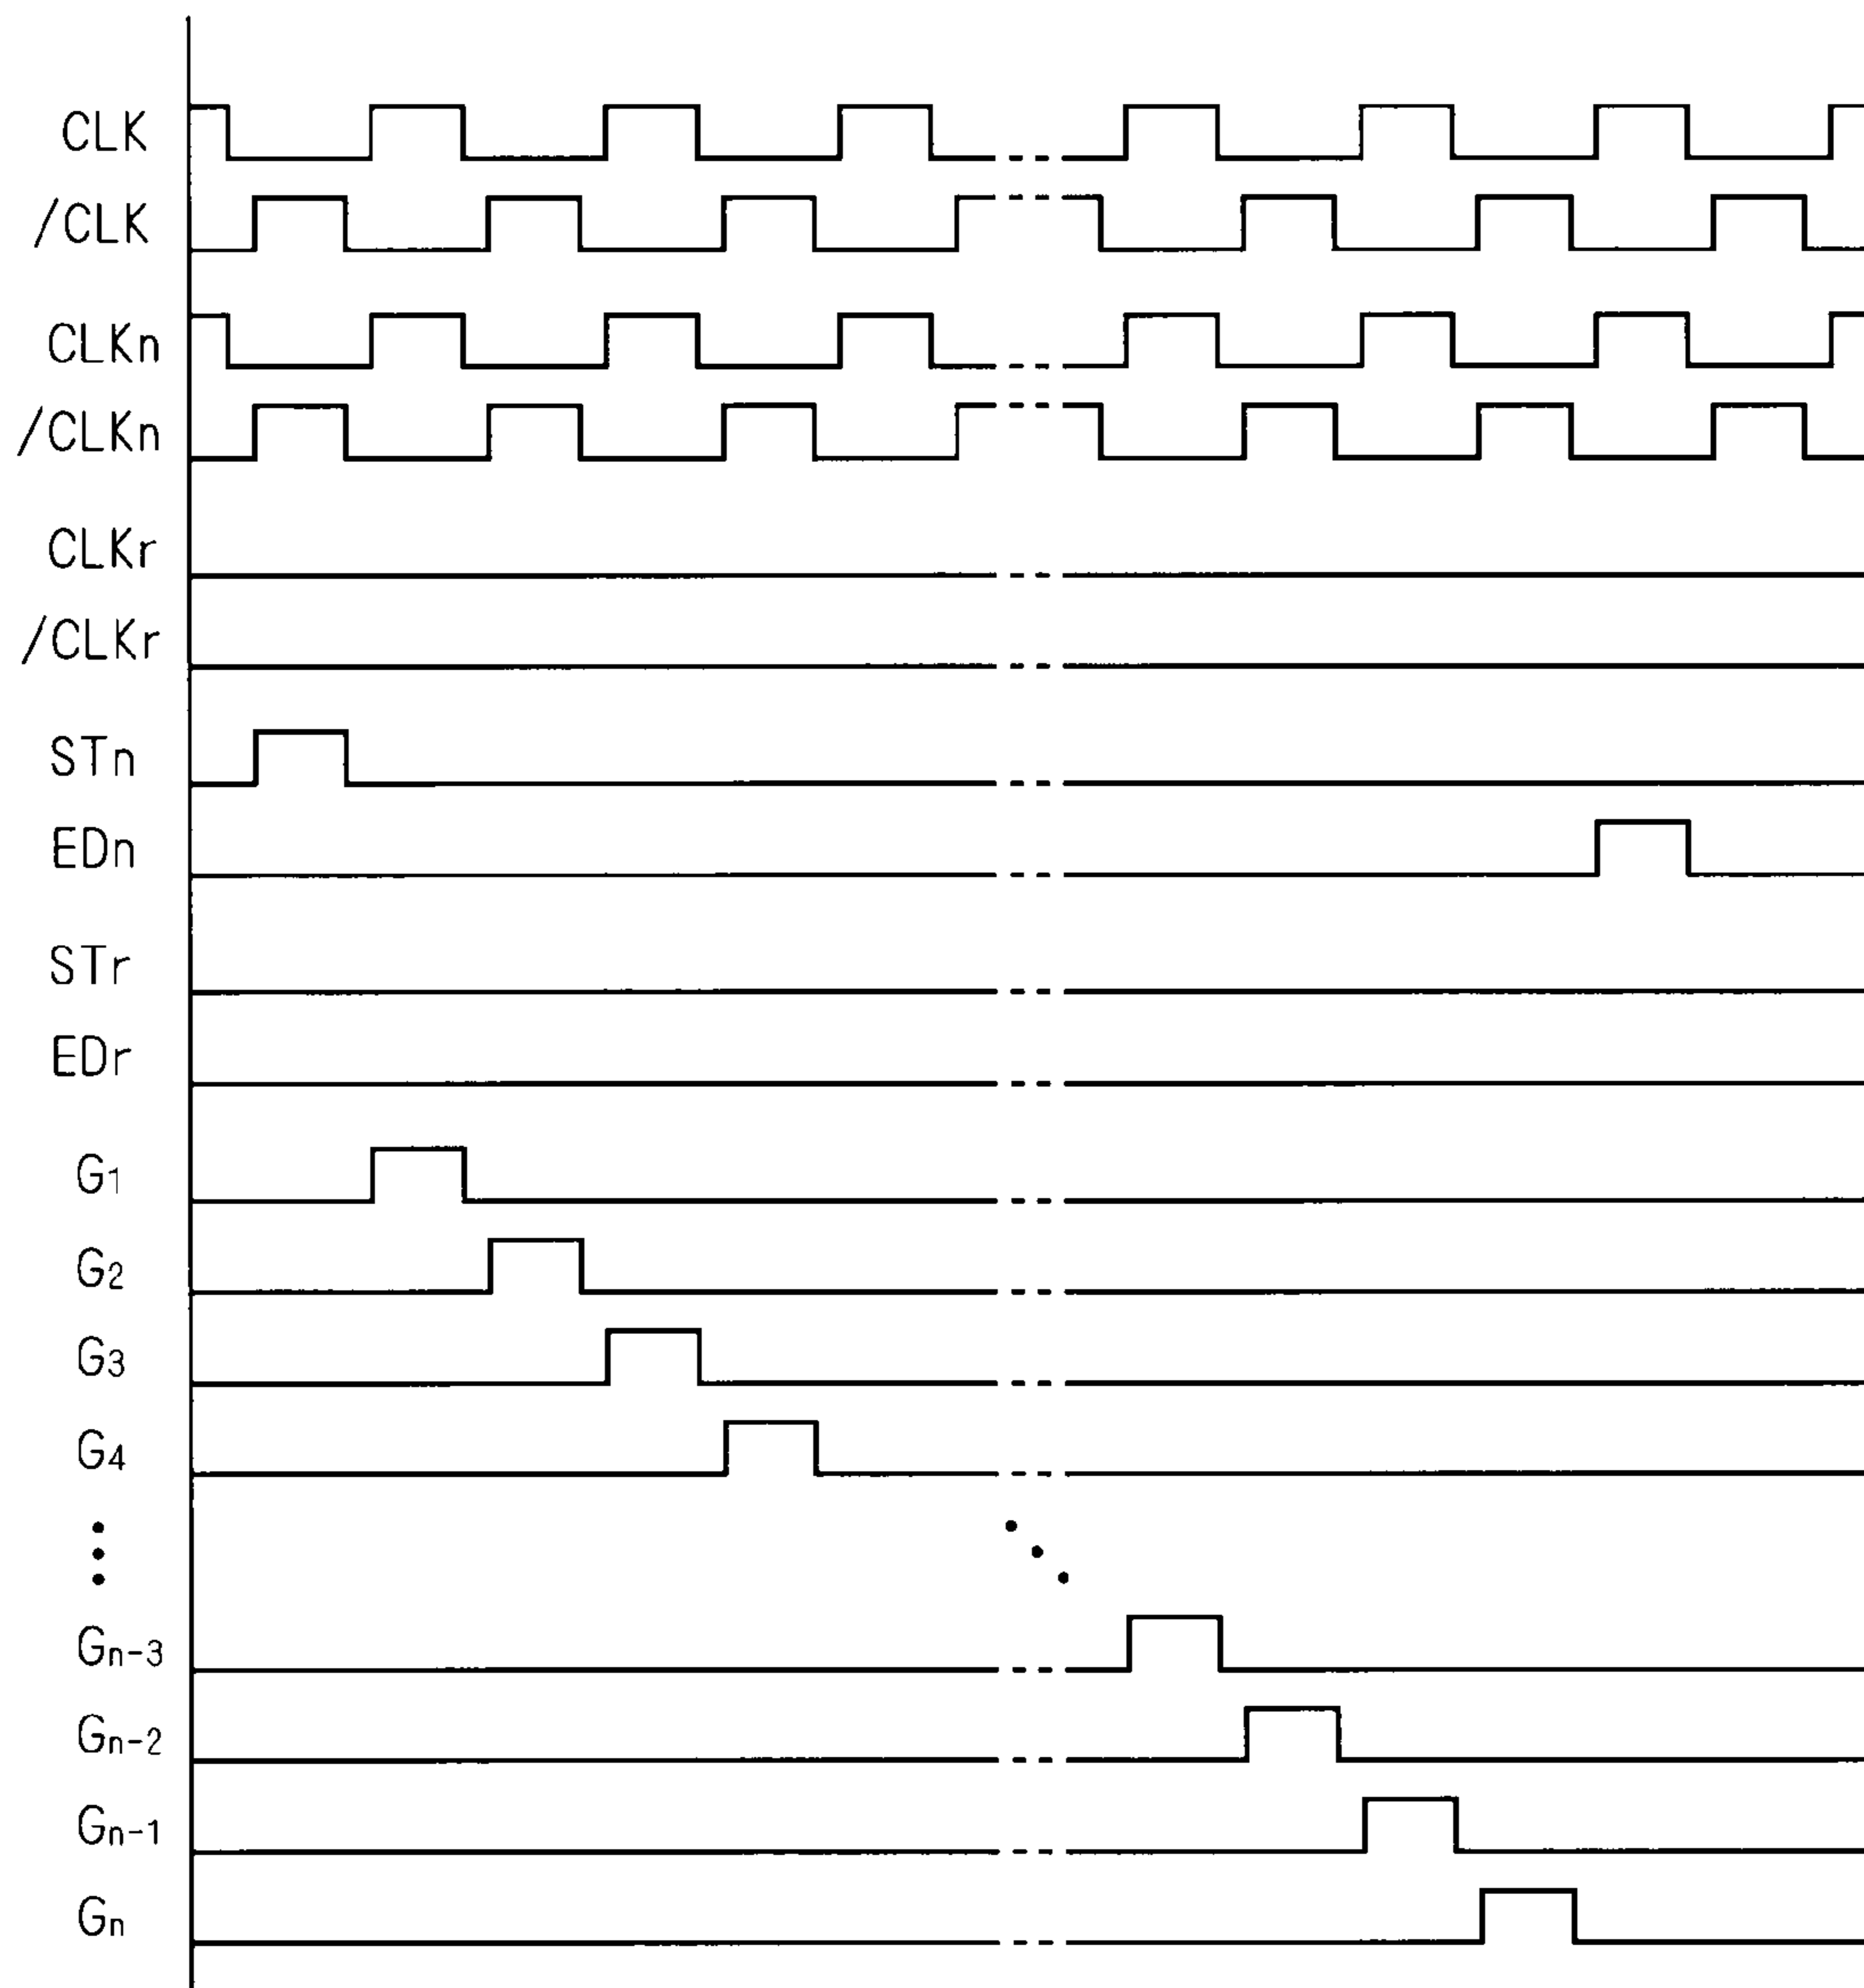 CLK
/CLK
CLKn
/CLKn
CLKr
/CLKr
STn
EDn
STr
EDr
G1
G2
G3
G4
Gn-3
Gn-2
Gn-1
Gn